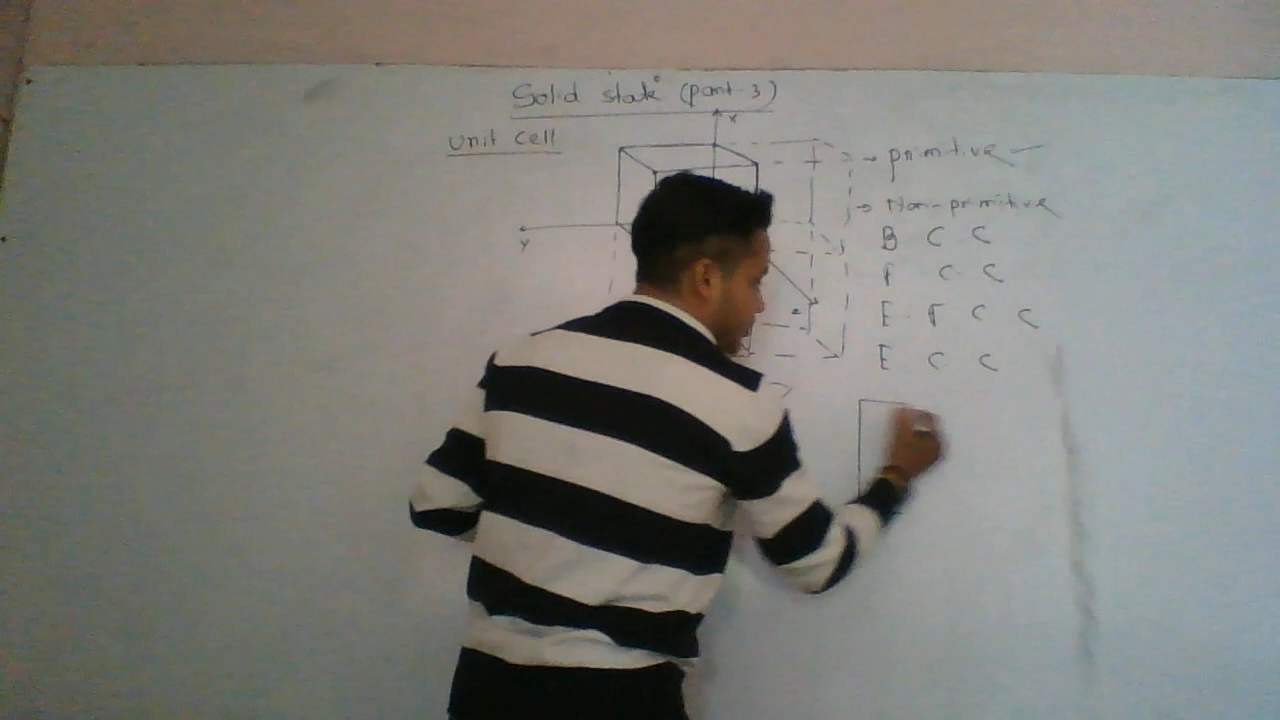 Solid state (part-3)
Unit cell
x
→ primitive
→ Non-primitive
y
B C C
F C C
E F C C
E C C